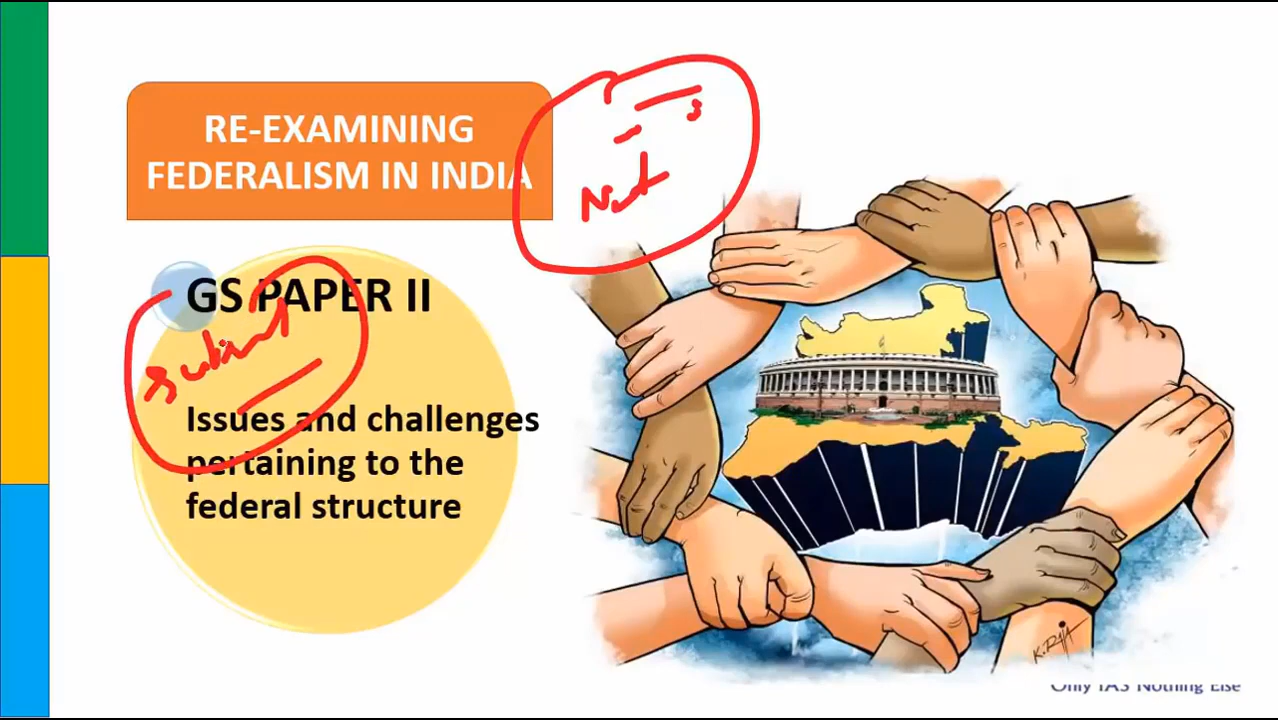 RE-EXAMINING
FEDERALISM IN INDIA
GS PAPER II
Issues and challenges
pertaining to the
federal structure
K. RAJA
Only IAS Nothing Else